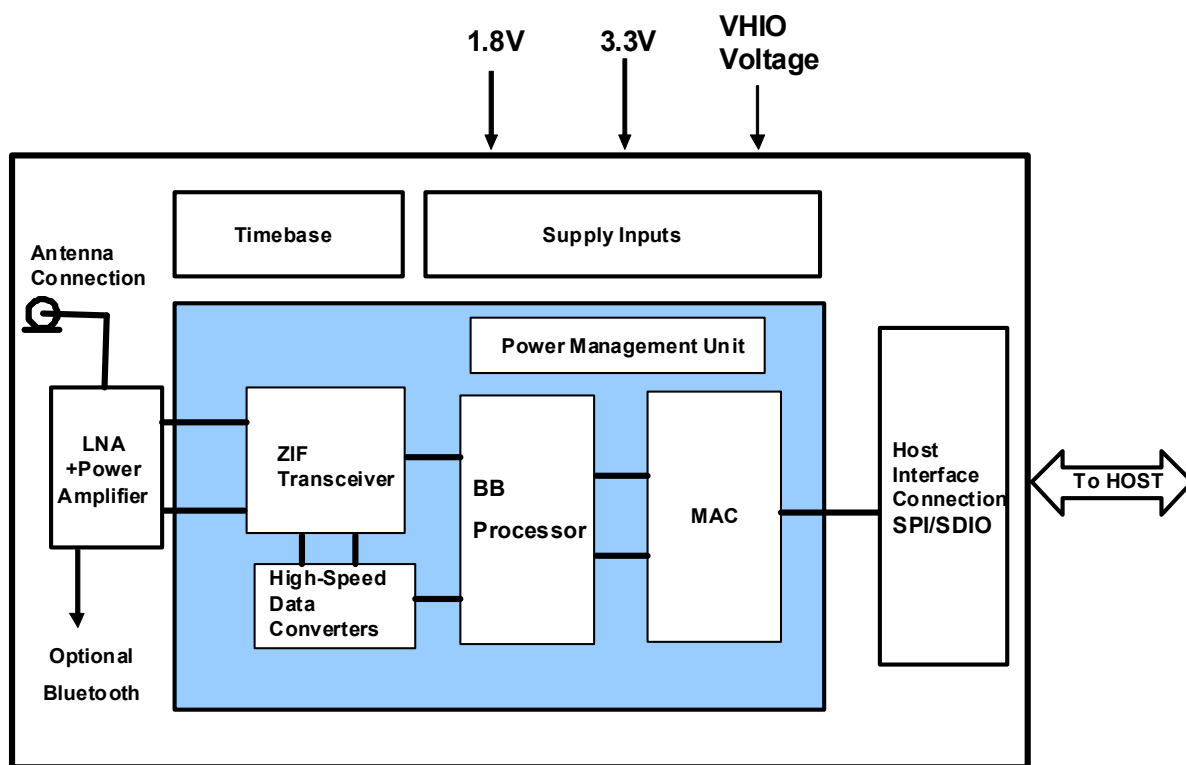 1.8V
3.3V
VHIO
Voltage
Timebase
Supply Inputs
Antenna
Connection
Power Management Unit
LNA
+Power
Amplifier
ZIF
Transceiver
BB
Processor
MAC
Host
Interface
Connection
SPI/SDIO
To HOST
High-Speed
Data
Converters
Optional
Bluetooth